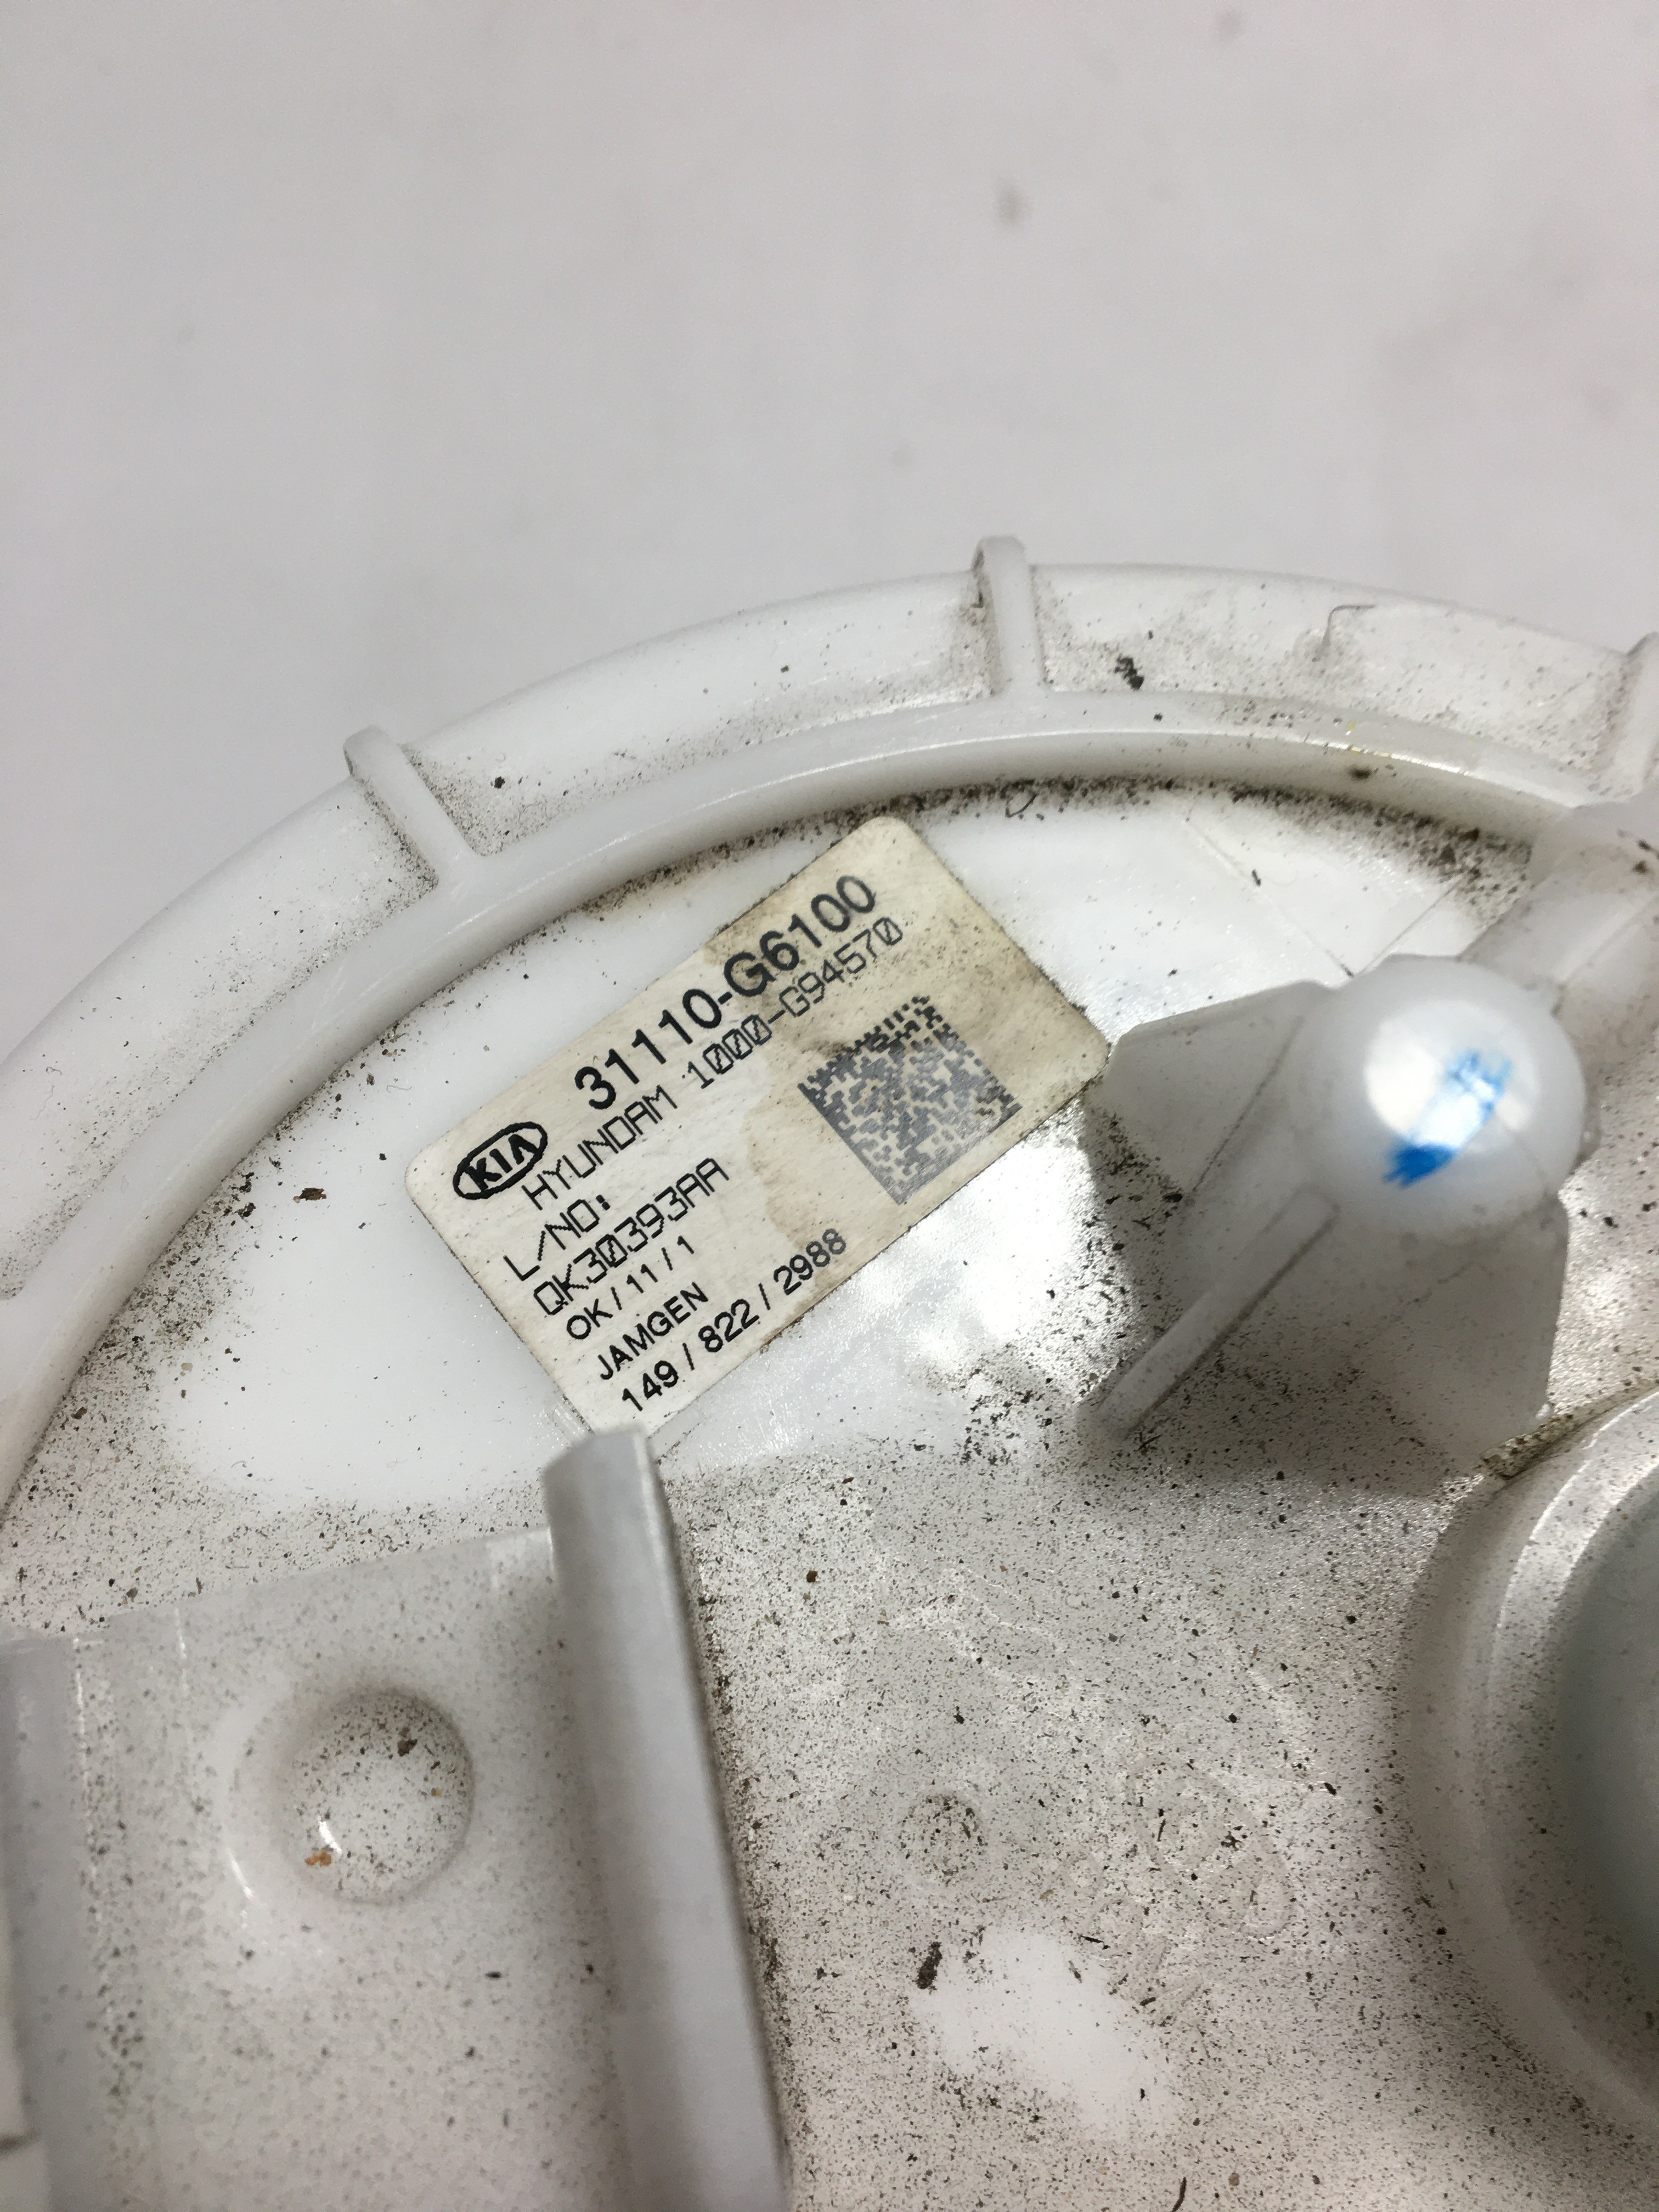 KIA 31110-G6100
HYUNDAM 1000-G94570
L/NO:
QK30393AA
OK / 11 / 1
JAMGEN
149 / 822 / 2988